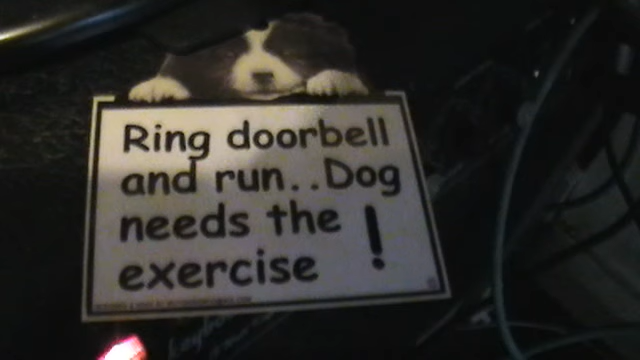 Ring doorbell
and run..Dog
needs the
exercise !